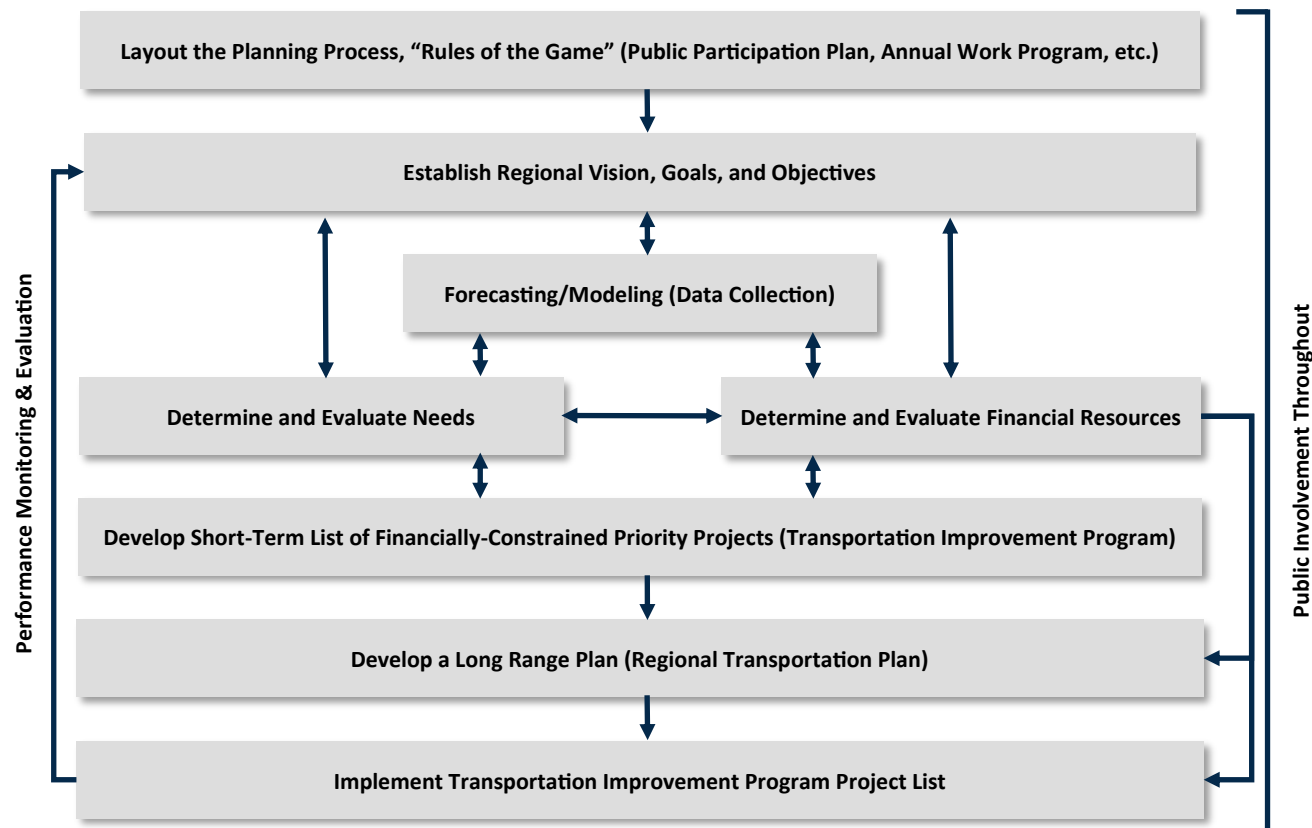 Layout the Planning Process, “Rules of the Game” (Public Participation Plan, Annual Work Program, etc.)
Establish Regional Vision, Goals, and Objectives
Forecasting/Modeling (Data Collection)
Determine and Evaluate Needs
Determine and Evaluate Financial Resources
Develop Short-Term List of Financially-Constrained Priority Projects (Transportation Improvement Program)
Develop a Long Range Plan (Regional Transportation Plan)
Implement Transportation Improvement Program Project List
Performance Monitoring & Evaluation
Public Involvement Throughout